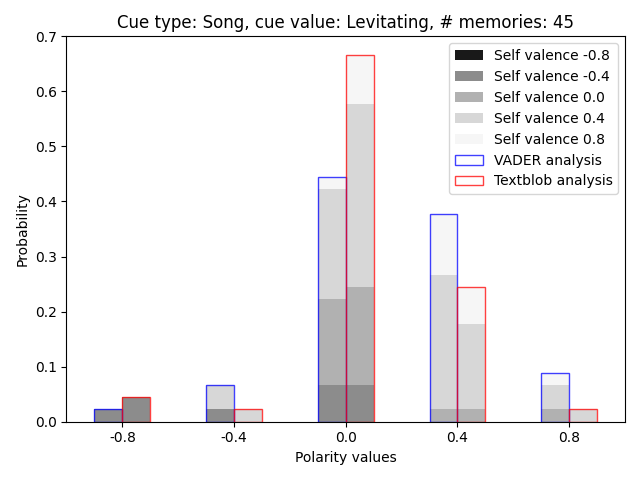 Cue type: Song, cue value: Levitating, # memories: 45
0.7
0.6
0.5
0.4
0.3
0.2
0.1
0.0
Probability
Self valence -0.8
Self valence -0.4
Self valence 0.0
Self valence 0.4
Self valence 0.8
VADER analysis
Textblob analysis
-0.8 -0.4 0.0 0.4 0.8
Polarity values